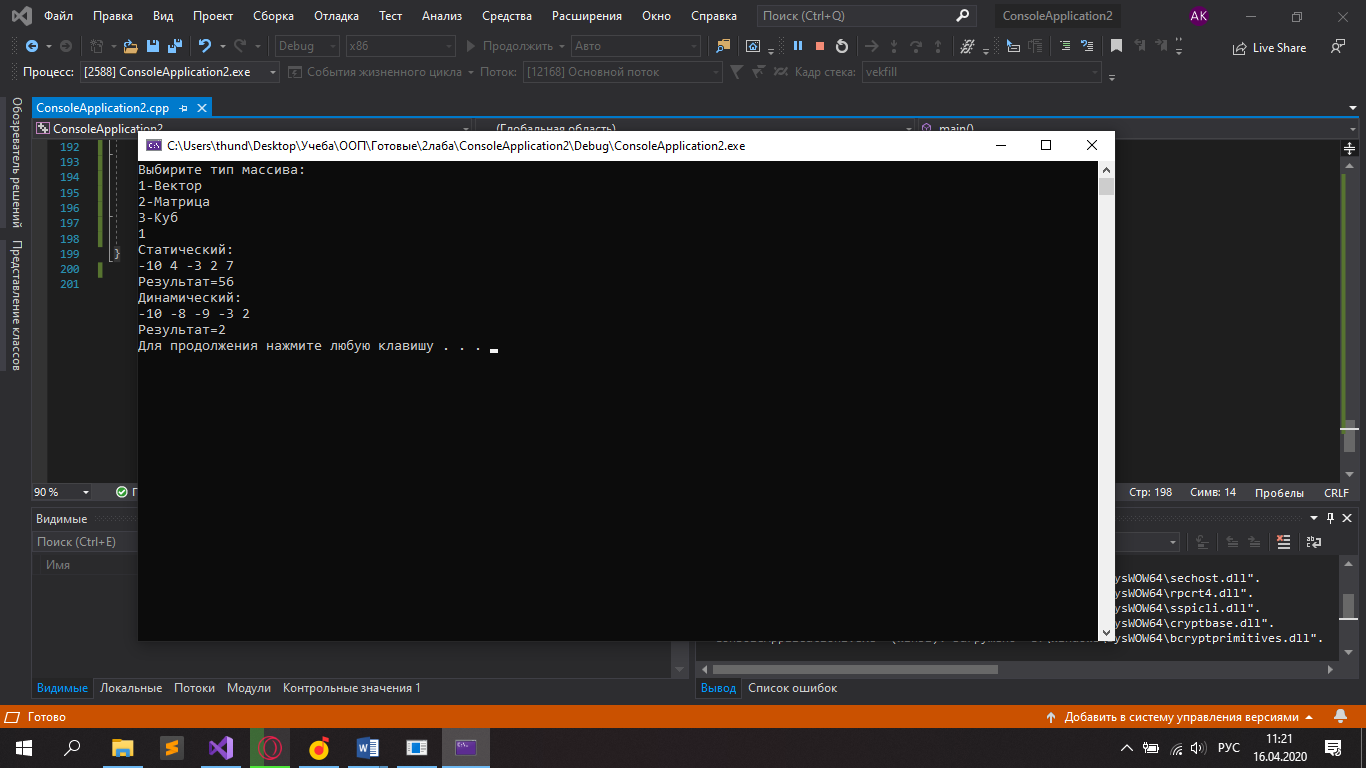 Файл Правка Вид Проект Сборка Отладка Тест Анализ Средства Расширения Окно Справка Поиск (Ctrl+Q) ConsoleApplication2 AK
Debug x86 Продолжить Авто Live Share
Процесс: [2588] ConsoleApplication2.exe События жизненного цикла Поток: [12168] Основной поток Кадр стека: vekfill
ConsoleApplication2.cpp
ConsoleApplication2 (Глобальная область) main()
Обозреватель решений
Представление классов
C:\Users\thund\Desktop\Учеба\ООП\Готовые\2лаба\ConsoleApplication2\Debug\ConsoleApplication2.exe
192
193
194
195
196
197
198
199 }
200
201
Выбирите тип массива:
1-Вектор
2-Матрица
3-Куб
1
Статический:
-10 4 -3 2 7
Результат=56
Динамический:
-10 -8 -9 -3 2
Результат=2
Для продолжения нажмите любую клавишу . . .
90 % Стр: 198 Симв: 14 Пробелы CRLF
Видимые
Поиск (Ctrl+E)
Имя
ysWOW64\sechost.dll".
ysWOW64\rpcrt4.dll".
ysWOW64\sspicli.dll".
ysWOW64\cryptbase.dll".
ysWOW64\bcryptprimitives.dll".
Видимые Локальные Потоки Модули Контрольные значения 1 Вывод Список ошибок
Готово Добавить в систему управления версиями
РУС 11:21
16.04.2020